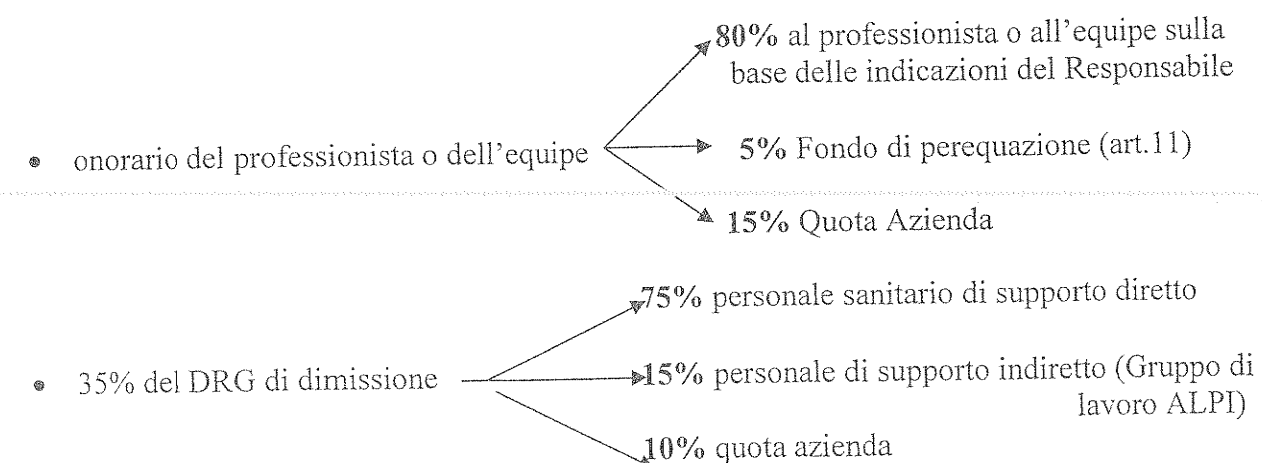 80% al professionista o all'equipe sulla
base delle indicazioni del Responsabile
• onorario del professionista o dell'equipe
5% Fondo di perequazione (art.11)
15% Quota Azienda
75% personale sanitario di supporto diretto
• 35% del DRG di dimissione
15% personale di supporto indiretto (Gruppo di
lavoro ALPI)
10% quota azienda